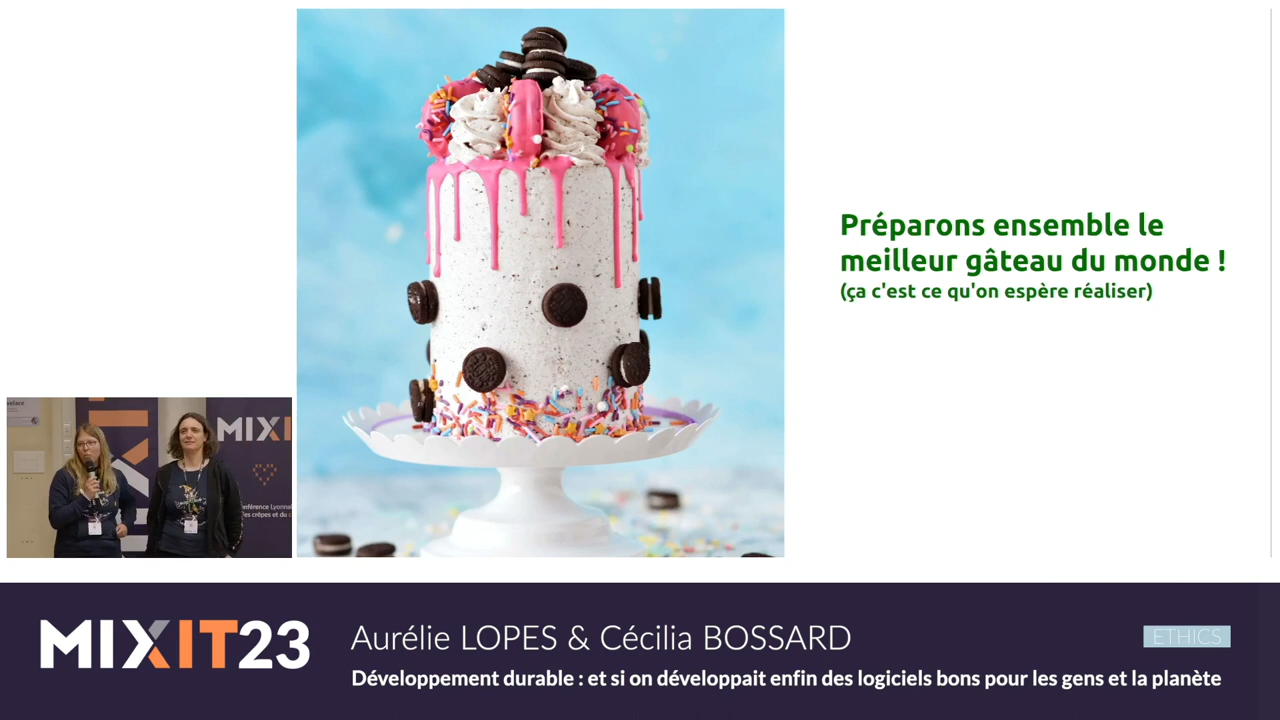 Préparons ensemble le
meilleur gâteau du monde !
(ça c'est ce qu'on espère réaliser)
MIXI
MIXIT23
Aurélie LOPES & Cécilia BOSSARD
ETHICS
Développement durable : et si on développait enfin des logiciels bons pour les gens et la planète